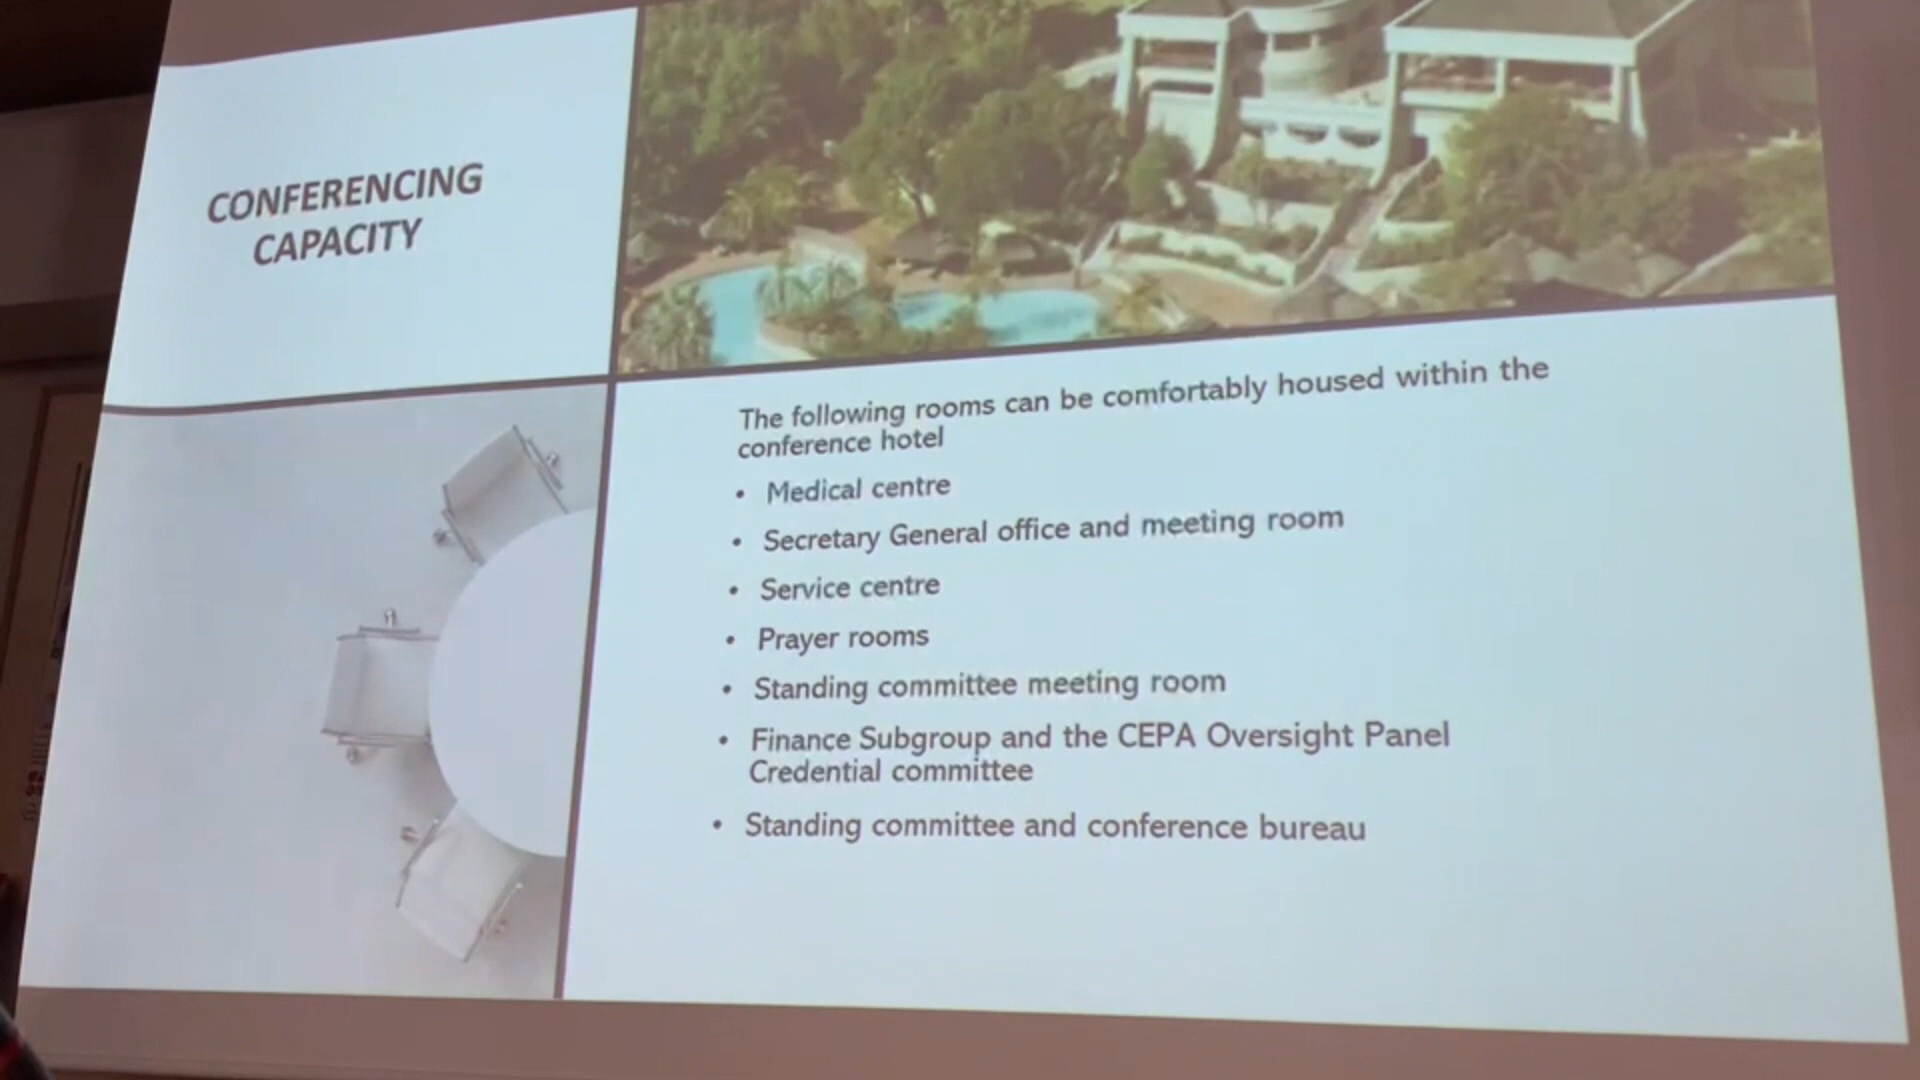 CONFERENCING
CAPACITY
The following rooms can be comfortably housed within the
conference hotel
• Medical centre
• Secretary General office and meeting room
• Service centre
• Prayer rooms
• Standing committee meeting room
• Finance Subgroup and the CEPA Oversight Panel
Credential committee
• Standing committee and conference bureau